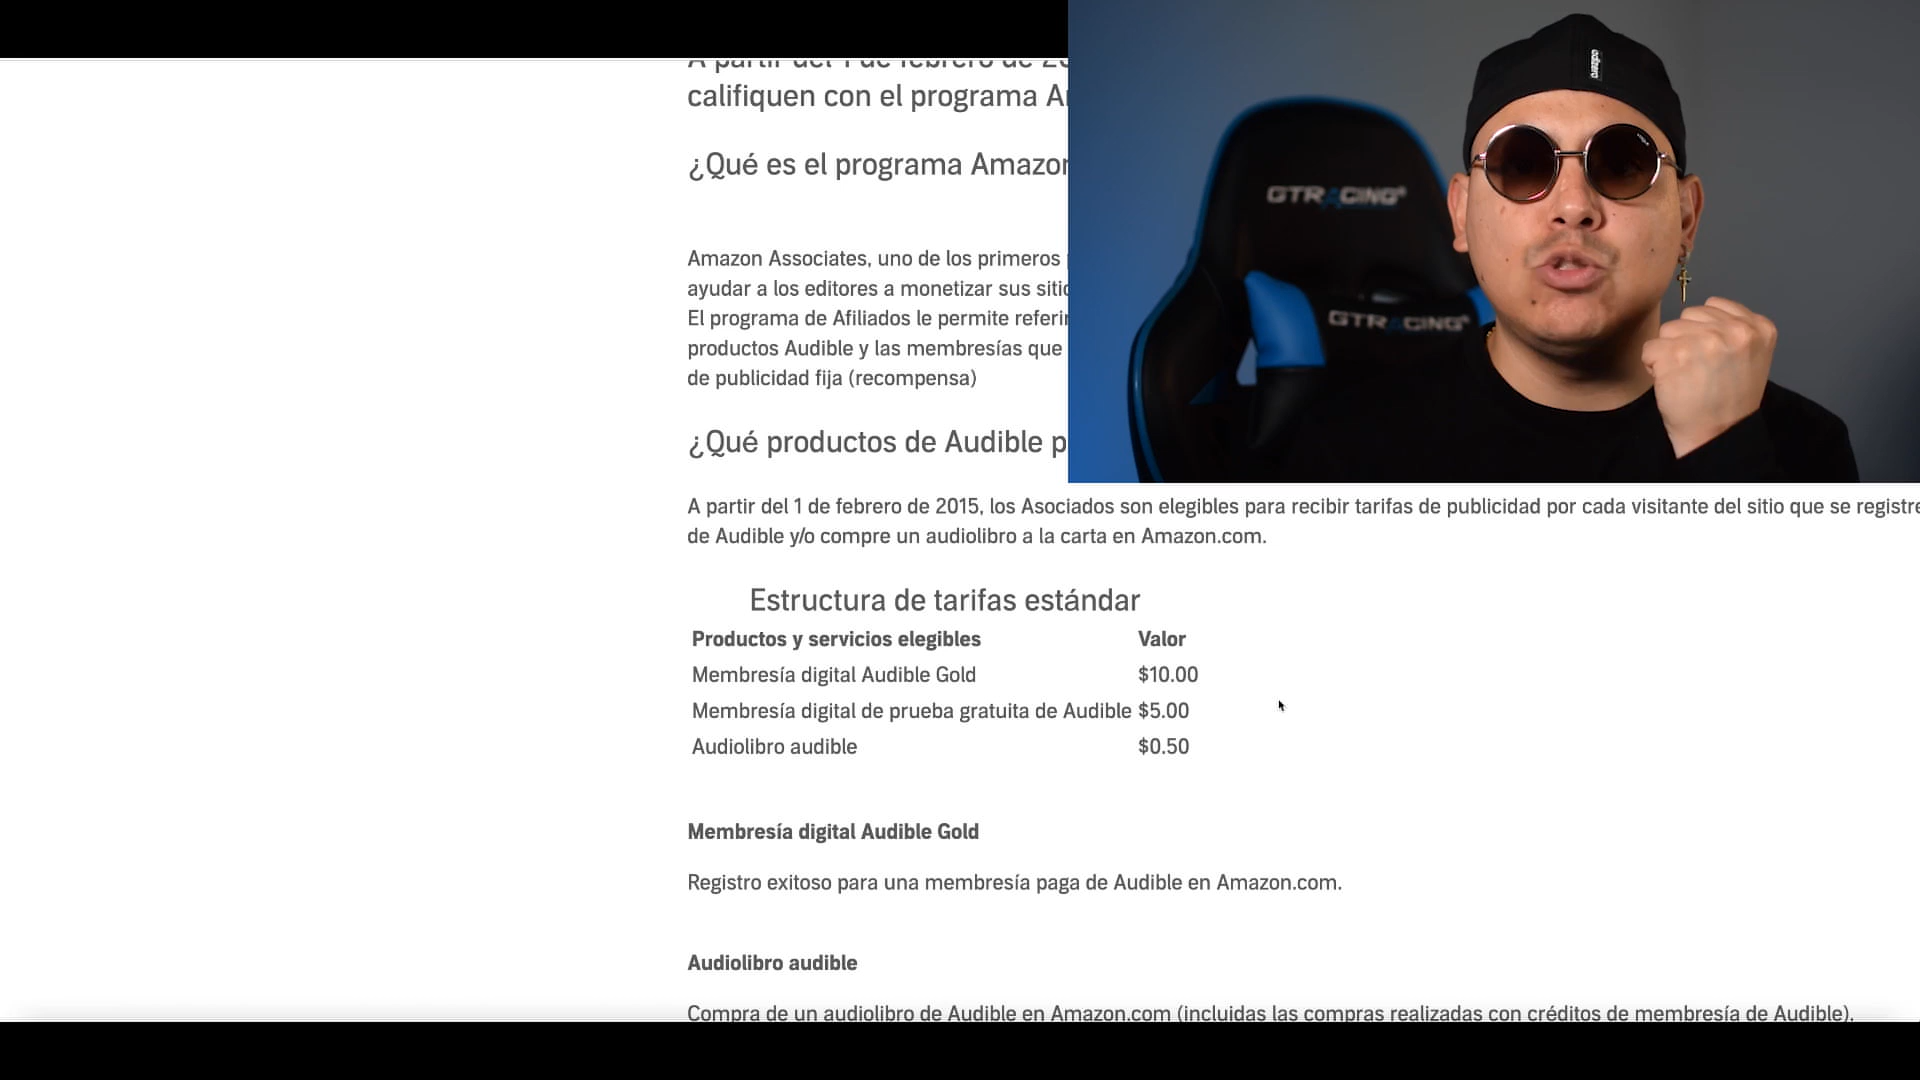 A partir del 1 de febrero de
califiquen con el programa
¿Qué es el programa Amazon
Amazon Associates, uno de los primeros
ayudar a los editores a monetizar sus
El programa de Afiliados le permite
productos Audible y las membresías que
de publicidad fija (recompensa)
¿Qué productos de Audible
A partir del 1 de febrero de 2015, los Asociados son elegibles para recibir tarifas de publicidad por cada visitante del sitio que se registre
de Audible y/o compre un audiolibro a la carta en Amazon.com.
Estructura de tarifas estándar
Productos y servicios elegibles Valor
Membresía digital Audible Gold $10.00
Membresía digital de prueba gratuita de Audible $5.00
Audiolibro audible $0.50
Membresía digital Audible Gold
Registro exitoso para una membresía paga de Audible en Amazon.com.
Audiolibro audible
Compra de un audiolibro de Audible en Amazon.com (incluidas las compras realizadas con créditos de membresía de Audible).
GTRACING
GTRACING